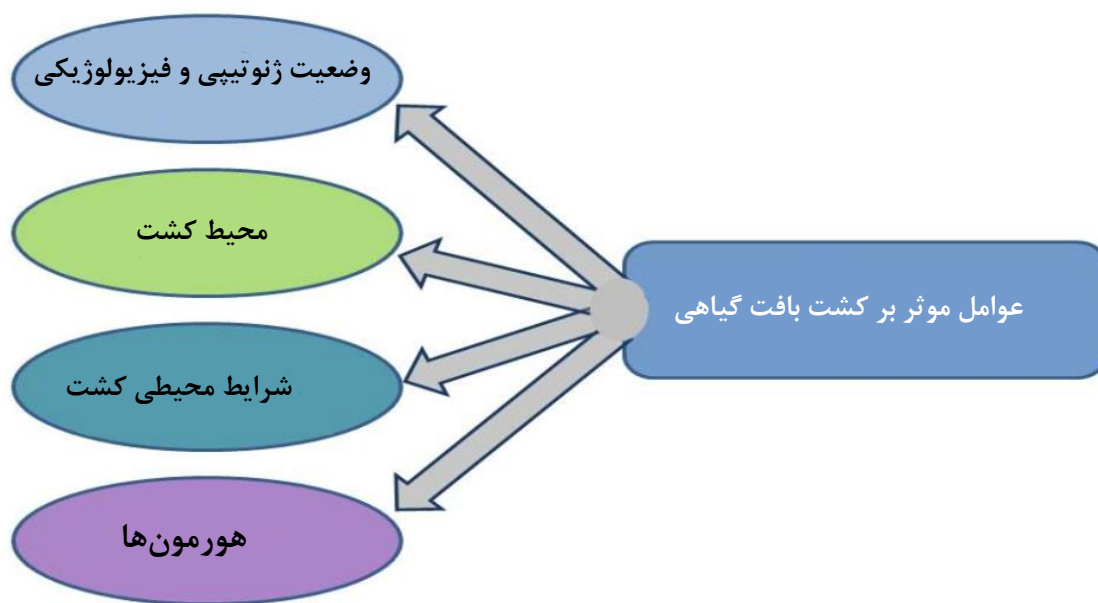 عوامل موثر بر کشت بافت گیاهی
وضعیت ژنوتیپی و فیزیولوژیکی
محیط کشت
شرایط محیطی کشت
هورمون‌ها